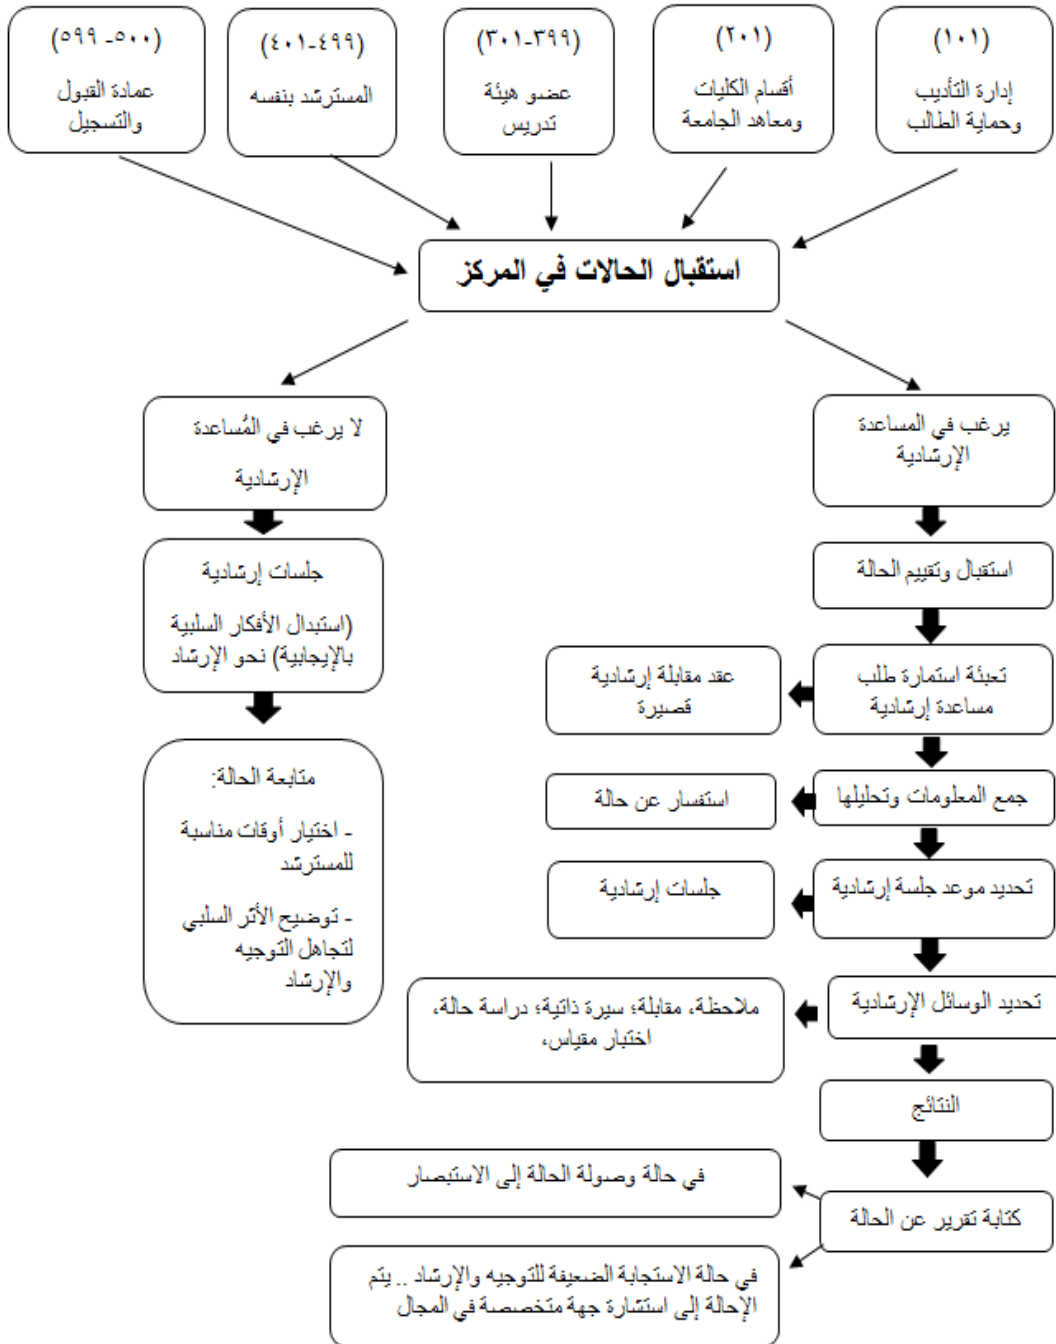 (١٠١)
إدارة التأديب
وحماية الطالب
(٢٠١)
أقسام الكليات
ومعاهد الجامعة
(٣٠١-٣٩٩)
عضو هيئة
تدريس
(٤٠١-٤٩٩)
المسترشد بنفسه
(٥٠٠- ٥٩٩)
عمادة القبول
والتسجيل
استقبال الحالات في المركز
يرغب في المساعدة
الإرشادية
استقبال وتقييم الحالة
تعبئة استمارة طلب
مساعدة إرشادية
عقد مقابلة إرشادية
قصيرة
جمع المعلومات وتحليلها
استفسار عن حالة
تحديد موعد جلسة إرشادية
جلسات إرشادية
تحديد الوسائل الإرشادية
ملاحظة، مقابلة؛ سيرة ذاتية؛ دراسة حالة،
اختبار مقياس،
النتائج
كتابة تقرير عن الحالة
في حالة وصولة الحالة إلى الاستبصار
في حالة الاستجابة الضعيفة للتوجيه والإرشاد .. يتم
الإحالة إلى استشارة جهة متخصصة في المجال
لا يرغب في المُساعدة
الإرشادية
جلسات إرشادية
(استبدال الأفكار السلبية
بالإيجابية) نحو الإرشاد
متابعة الحالة:
- اختيار أوقات مناسبة
للمسترشد
- توضيح الأثر السلبي
لتجاهل التوجيه
والإرشاد